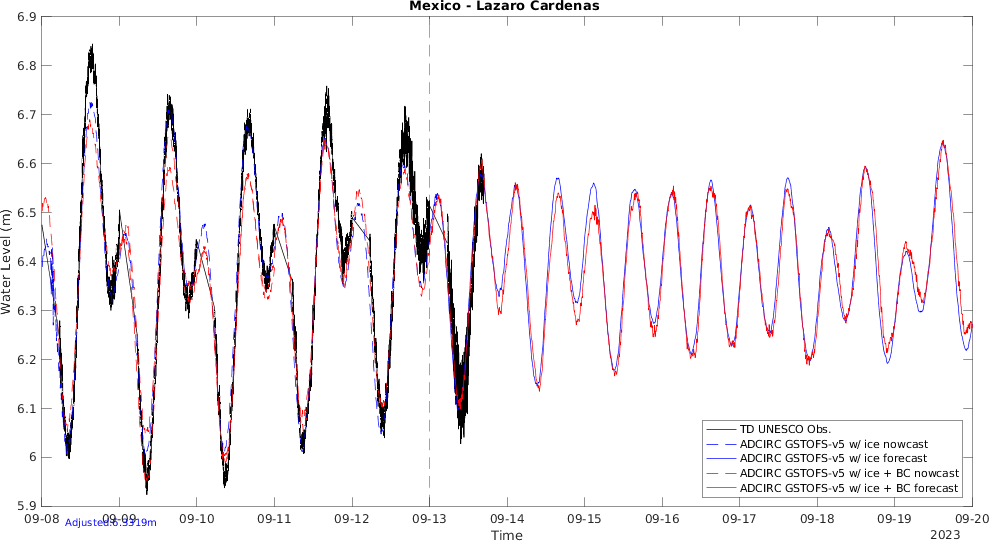 Mexico - Lazaro Cardenas
6.9
6.8
6.7
6.6
6.5
6.4
6.3
6.2
6.1
6
5.9
Water Level (m)
TD UNESCO Obs.
ADCIRC GSTOFS-v5 w/ ice nowcast
ADCIRC GSTOFS-v5 w/ ice forecast
ADCIRC GSTOFS-v5 w/ ice + BC nowcast
ADCIRC GSTOFS-v5 w/ ice + BC forecast
09-08 09-09 09-10 09-11 09-12 09-13 09-14 09-15 09-16 09-17 09-18 09-19 09-20
Adjusted:6.3319m
Time
2023